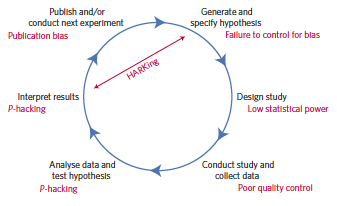 Publish and/or
conduct next experiment
Publication bias
Generate and
specify hypothesis
Failure to control for bias
HARKing
Interpret results
P-hacking
Design study
Low statistical power
Analyse data and
test hypothesis
P-hacking
Conduct study and
collect data
Poor quality control